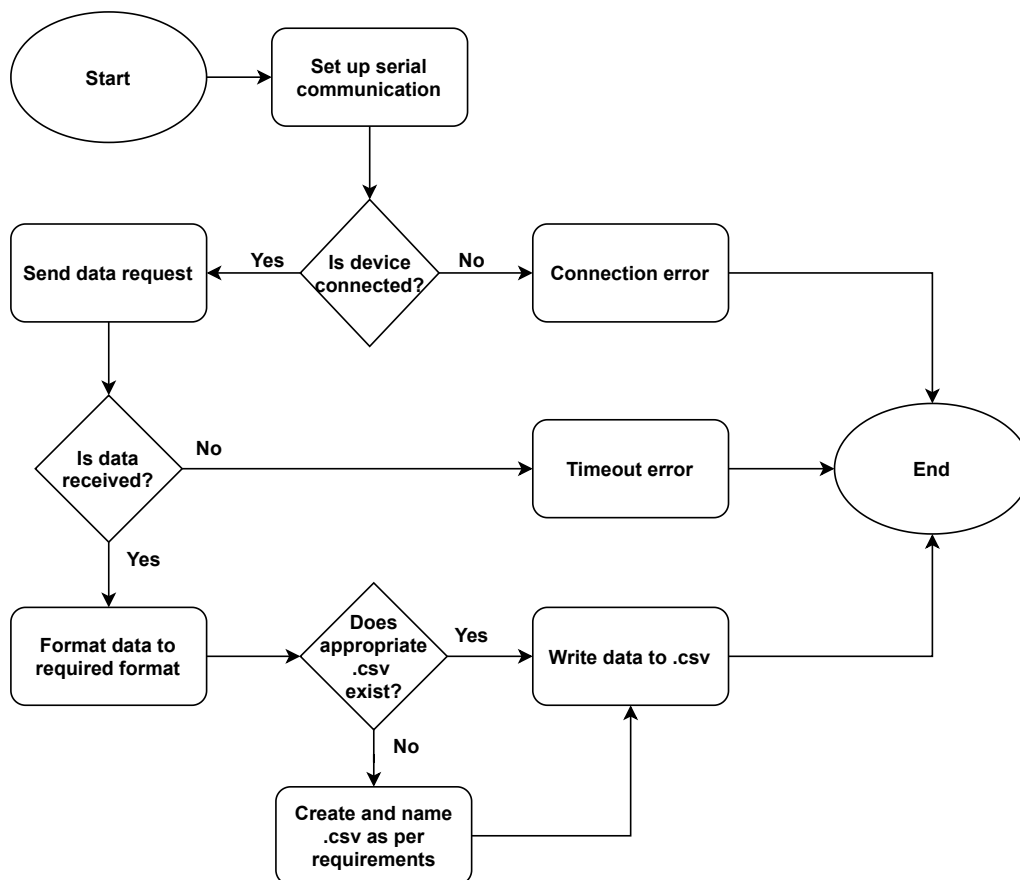 Start
Set up serial
communication
Is device
connected?
Yes
No
Send data request
Connection error
Is data
received?
No
Yes
Timeout error
End
Format data to
required format
Does
appropriate
.csv
exist?
Yes
No
Write data to .csv
Create and name
.csv as per
requirements